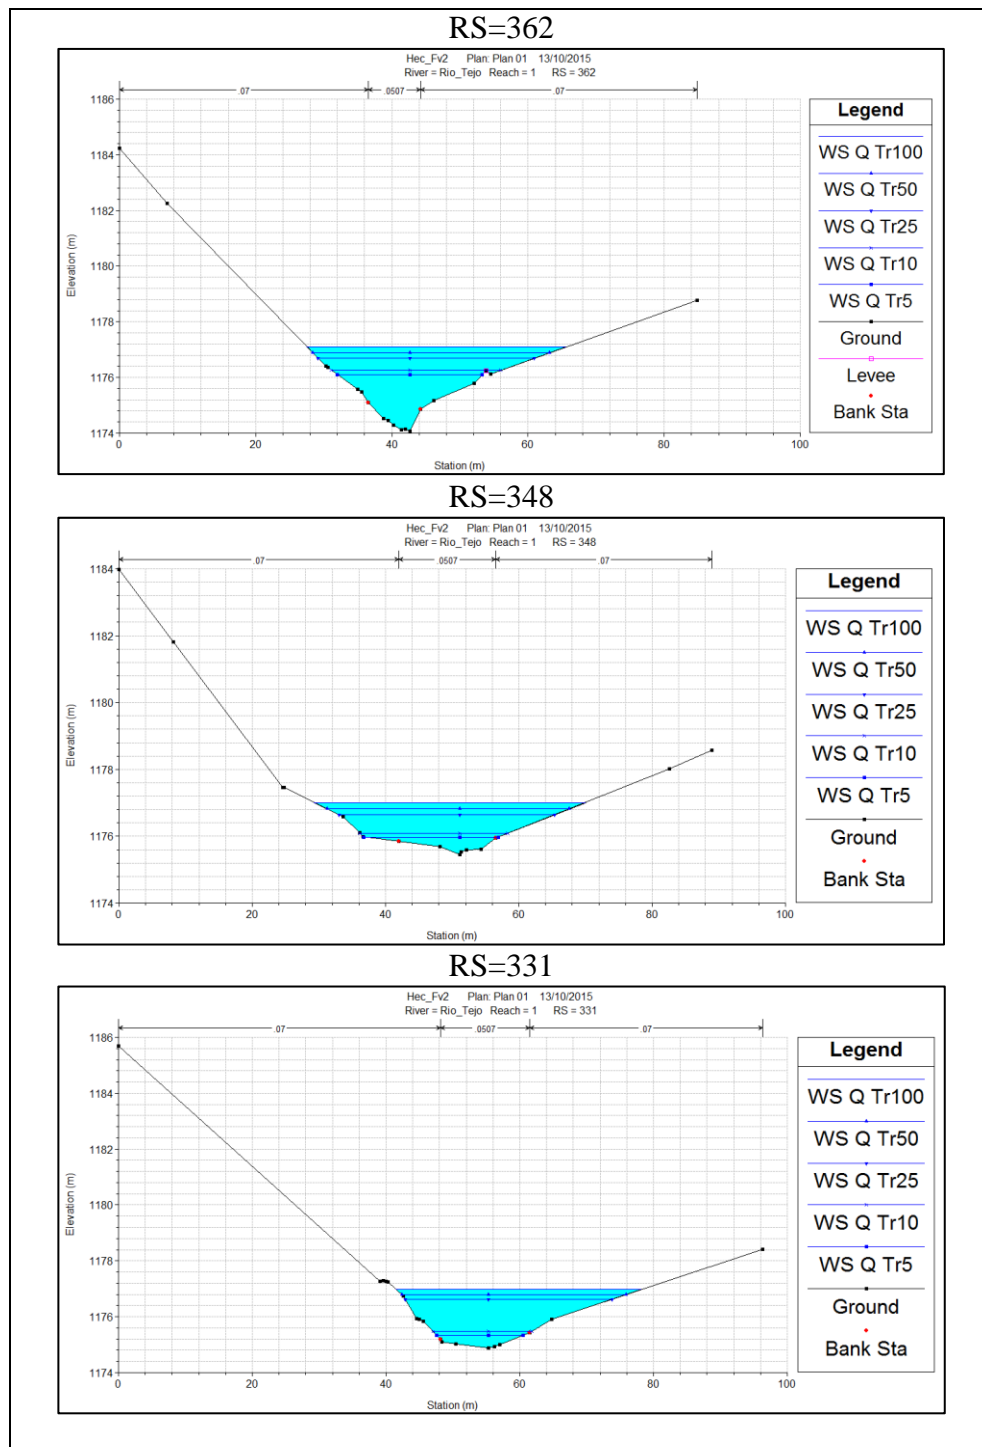 RS=362
Hec_Fv2 Plan: Plan 01 13/10/2015
River = Rio_Tejo Reach = 1 RS = 362
.07 .0507 .07
1186
1184
1182
1180
1178
1176
1174
Elevation (m)
0 20 40 60 80 100
Station (m)
Legend
WS Q Tr100
WS Q Tr50
WS Q Tr25
WS Q Tr10
WS Q Tr5
Ground
Levee
Bank Sta
RS=348
Hec_Fv2 Plan: Plan 01 13/10/2015
River = Rio_Tejo Reach = 1 RS = 348
.07 .0507 .07
1184
1182
1180
1178
1176
1174
Elevation (m)
0 20 40 60 80 100
Station (m)
Legend
WS Q Tr100
WS Q Tr50
WS Q Tr25
WS Q Tr10
WS Q Tr5
Ground
Bank Sta
RS=331
Hec_Fv2 Plan: Plan 01 13/10/2015
River = Rio_Tejo Reach = 1 RS = 331
.07 .0507 .07
1186
1184
1182
1180
1178
1176
1174
Elevation (m)
0 20 40 60 80 100
Station (m)
Legend
WS Q Tr100
WS Q Tr50
WS Q Tr25
WS Q Tr10
WS Q Tr5
Ground
Bank Sta